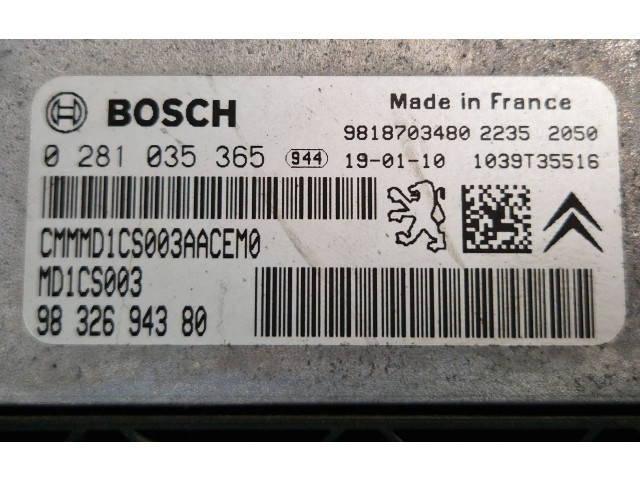 BOSCH
Made in France
9818703480 2235 2050
0 281 035 365 944 19-01-10 1039T35516
CMMMD1CS003AACEM0
MD1CS003
98 326 943 80